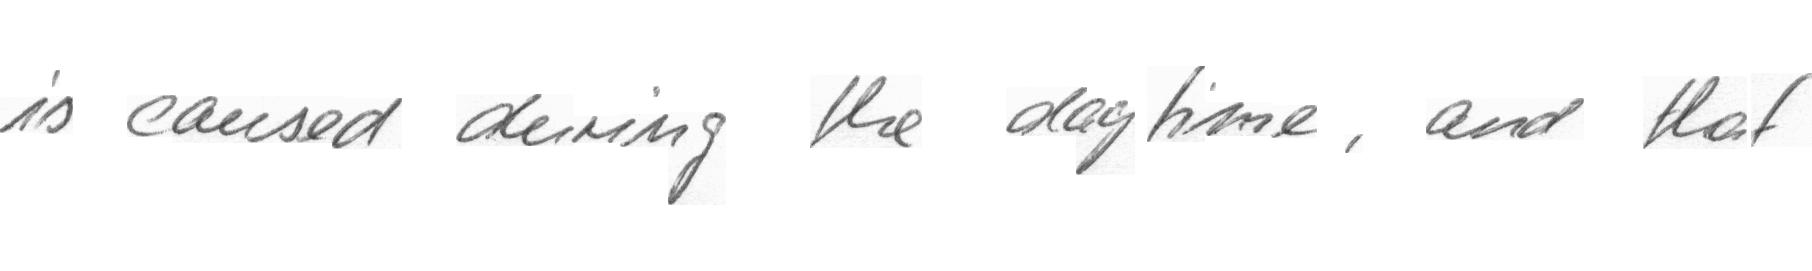 is caused during the daytime, and that